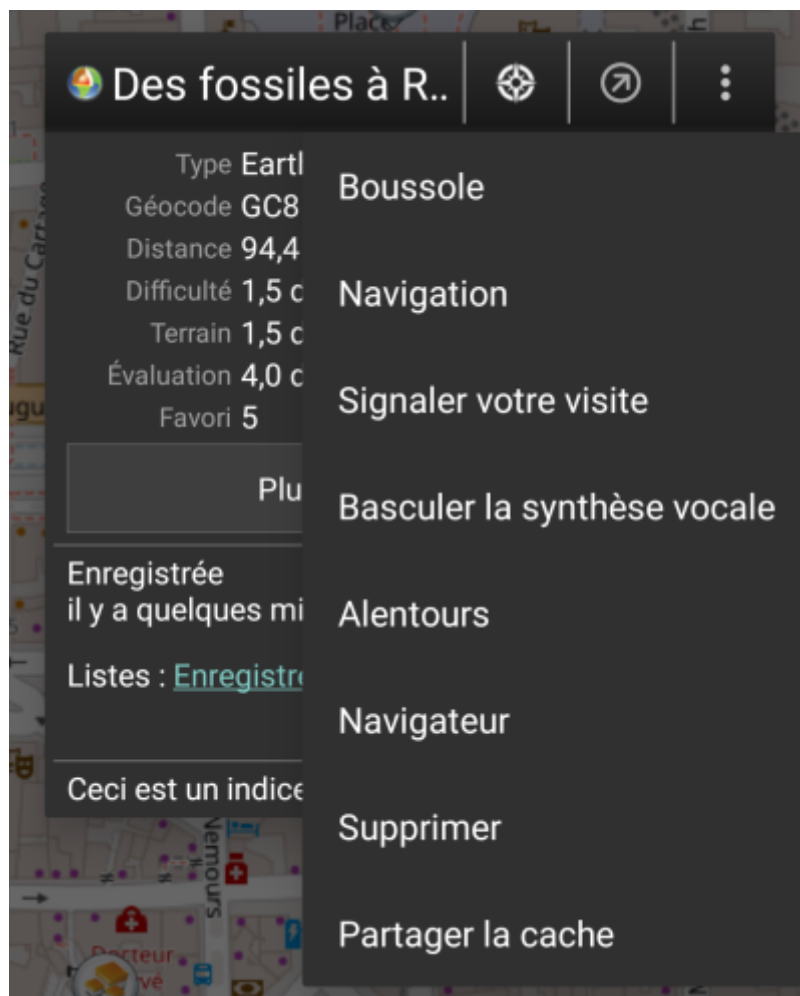 Place
Des fossiles à R..
Type Eartl
Géocode GC8
Distance 94,4
Difficulté 1,5 d
Terrain 1,5 d
Évaluation 4,0 d
Favori 5
Plu
Enregistrée
il y a quelques mi
Listes : Enregistre
Ceci est un indice
Boussole
Navigation
Signaler votre visite
Basculer la synthèse vocale
Alentours
Navigateur
Supprimer
Partager la cache
Rue du Cartage
Nemours
Docteur